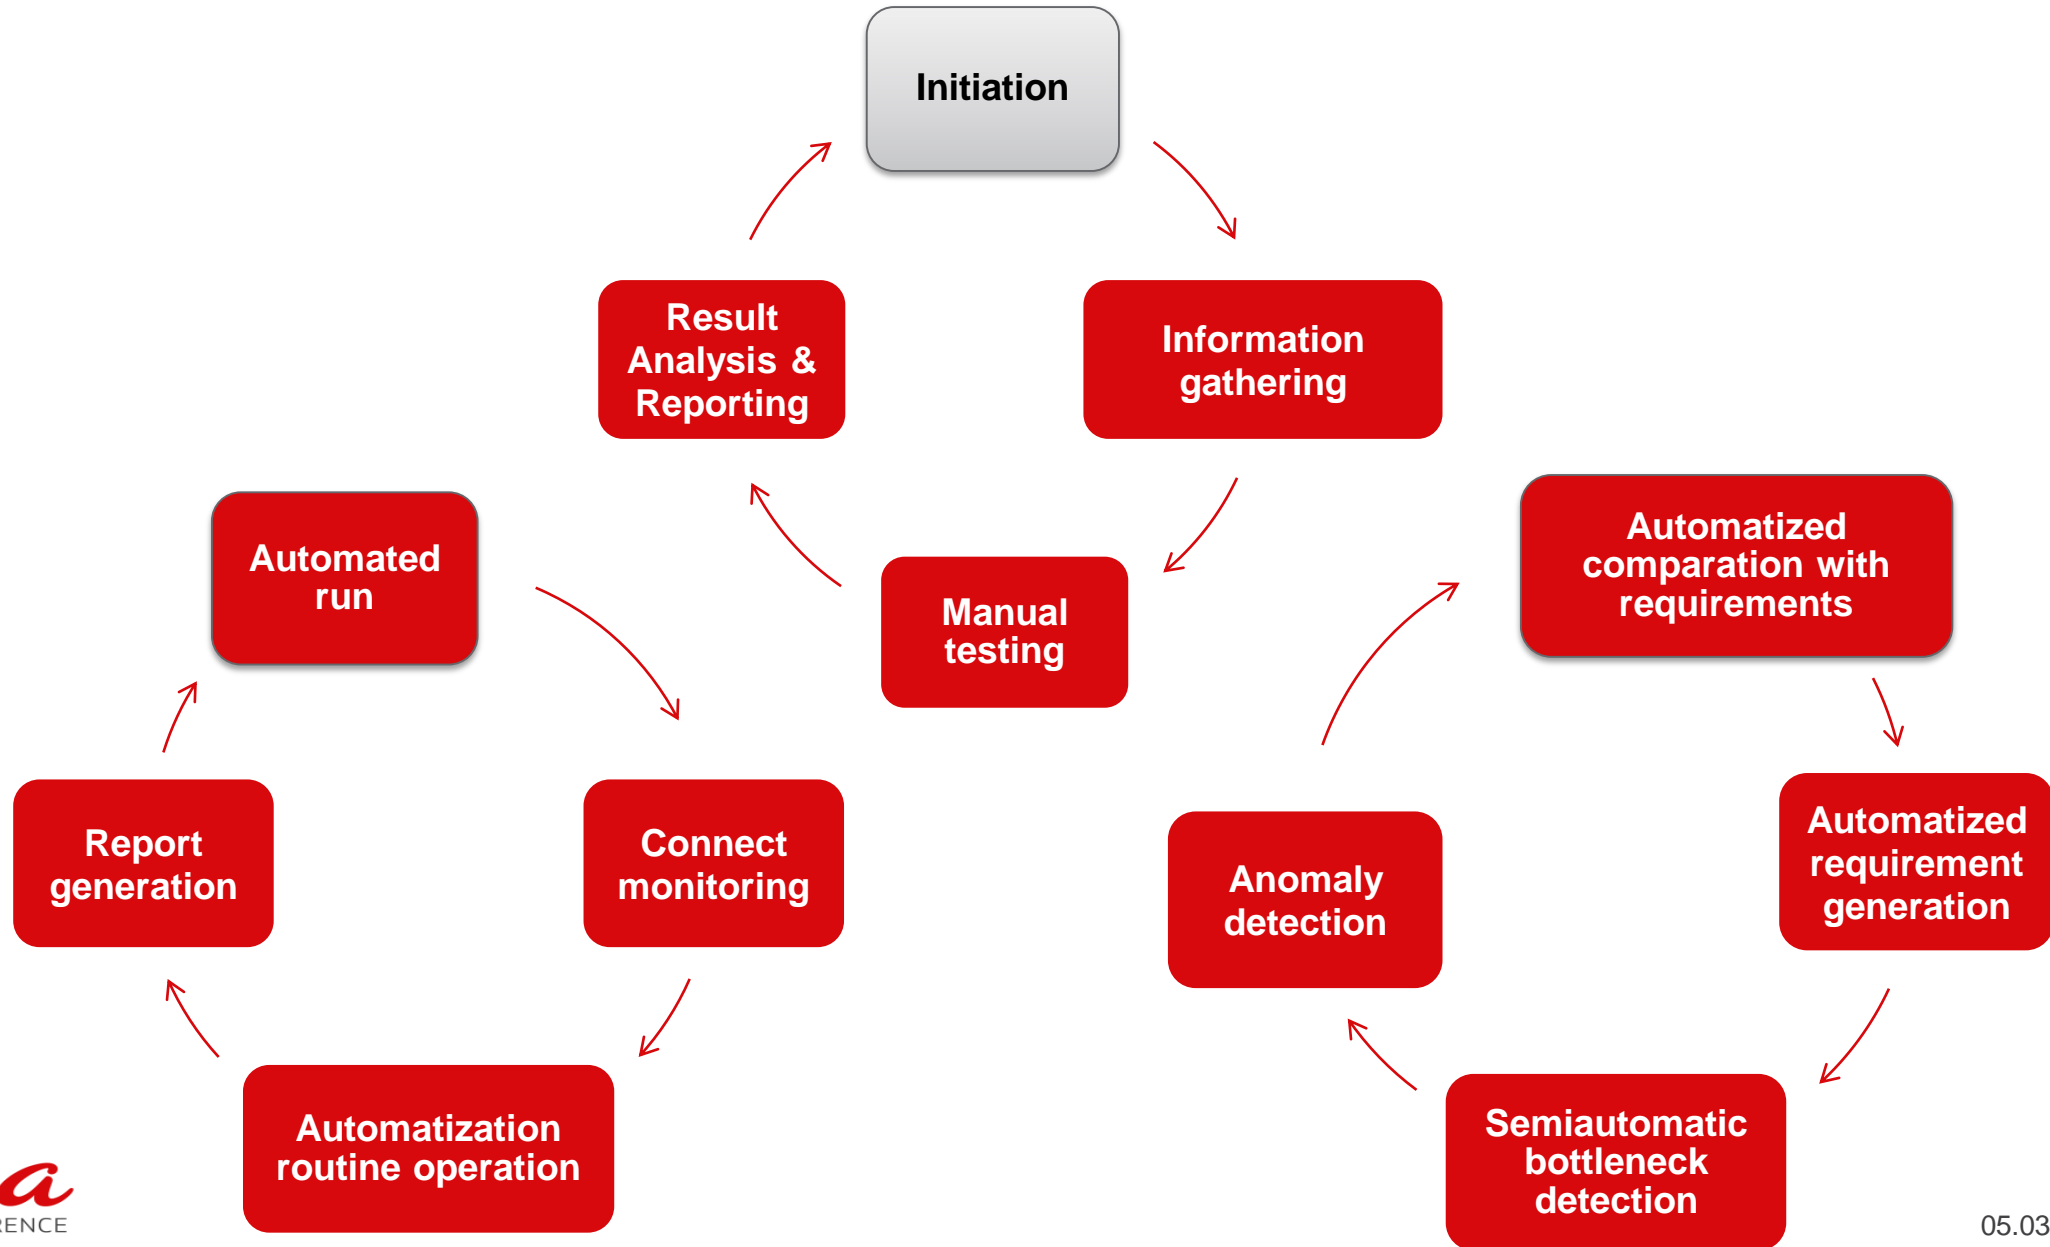 Initiation
Result
Analysis &
Reporting
Information
gathering
Manual
testing
Automated
run
Connect
monitoring
Automatization
routine operation
Report
generation
Automatized
comparation with
requirements
Automatized
requirement
generation
Semiautomatic
bottleneck
detection
Anomaly
detection
a
RENCE
05.03